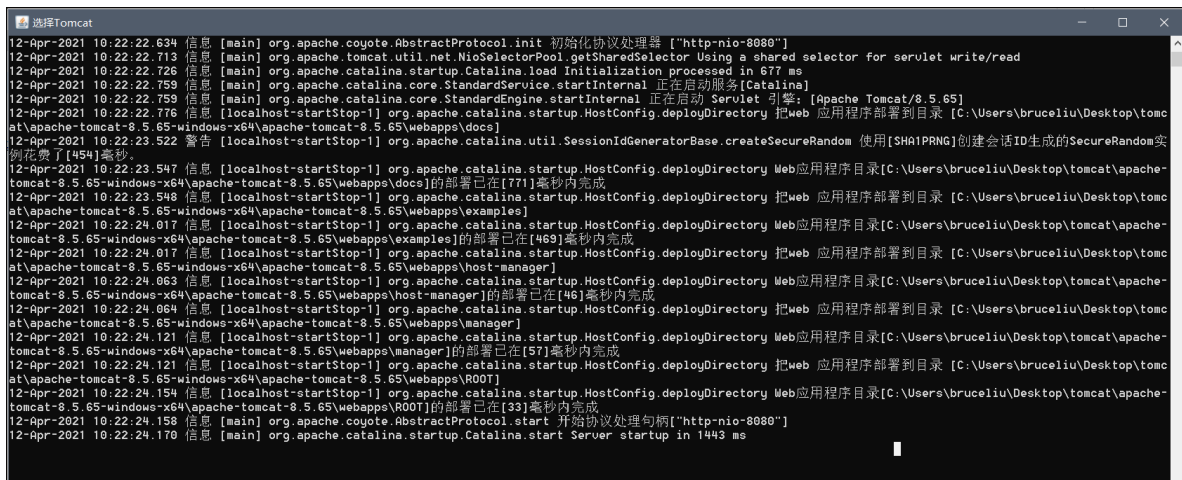 选择Tomcat
12-Apr-2021 10:22:22.634 信息 [main] org.apache.coyote.AbstractProtocol.init 初始化协议处理器 ["http-nio-8080"]
12-Apr-2021 10:22:22.713 信息 [main] org.apache.tomcat.util.net.NioSelectorPool.getSharedSelector Using a shared selector for servlet write/read
12-Apr-2021 10:22:22.726 信息 [main] org.apache.catalina.startup.Catalina.load Initialization processed in 677 ms
12-Apr-2021 10:22:22.759 信息 [main] org.apache.catalina.core.StandardService.startInternal 正在启动服务[Catalina]
12-Apr-2021 10:22:22.759 信息 [main] org.apache.catalina.core.StandardEngine.startInternal 正在启动 Servlet 引擎：[Apache Tomcat/8.5.65]
12-Apr-2021 10:22:22.776 信息 [localhost-startStop-1] org.apache.catalina.startup.HostConfig.deployDirectory 把web 应用程序部署到目录 [C:\Users\bruceliu\Desktop\tomc
at\apache-tomcat-8.5.65-windows-x64\apache-tomcat-8.5.65\webapps\docs]
12-Apr-2021 10:22:23.522 警告 [localhost-startStop-1] org.apache.catalina.util.SessionIdGeneratorBase.createSecureRandom 使用[SHA1PRNG]创建会话ID生成的SecureRandom实
例花费了[454]毫秒。
12-Apr-2021 10:22:23.547 信息 [localhost-startStop-1] org.apache.catalina.startup.HostConfig.deployDirectory Web应用程序目录[C:\Users\bruceliu\Desktop\tomcat\apache-
tomcat-8.5.65-windows-x64\apache-tomcat-8.5.65\webapps\docs]的部署已在[771]毫秒内完成
12-Apr-2021 10:22:23.548 信息 [localhost-startStop-1] org.apache.catalina.startup.HostConfig.deployDirectory 把web 应用程序部署到目录 [C:\Users\bruceliu\Desktop\tomc
at\apache-tomcat-8.5.65-windows-x64\apache-tomcat-8.5.65\webapps\examples]
12-Apr-2021 10:22:24.017 信息 [localhost-startStop-1] org.apache.catalina.startup.HostConfig.deployDirectory Web应用程序目录[C:\Users\bruceliu\Desktop\tomcat\apache-
tomcat-8.5.65-windows-x64\apache-tomcat-8.5.65\webapps\examples]的部署已在[469]毫秒内完成
12-Apr-2021 10:22:24.017 信息 [localhost-startStop-1] org.apache.catalina.startup.HostConfig.deployDirectory 把web 应用程序部署到目录 [C:\Users\bruceliu\Desktop\tomc
at\apache-tomcat-8.5.65-windows-x64\apache-tomcat-8.5.65\webapps\host-manager]
12-Apr-2021 10:22:24.063 信息 [localhost-startStop-1] org.apache.catalina.startup.HostConfig.deployDirectory Web应用程序目录[C:\Users\bruceliu\Desktop\tomcat\apache-
tomcat-8.5.65-windows-x64\apache-tomcat-8.5.65\webapps\host-manager]的部署已在[46]毫秒内完成
12-Apr-2021 10:22:24.064 信息 [localhost-startStop-1] org.apache.catalina.startup.HostConfig.deployDirectory 把web 应用程序部署到目录 [C:\Users\bruceliu\Desktop\tomc
at\apache-tomcat-8.5.65-windows-x64\apache-tomcat-8.5.65\webapps\manager]
12-Apr-2021 10:22:24.121 信息 [localhost-startStop-1] org.apache.catalina.startup.HostConfig.deployDirectory Web应用程序目录[C:\Users\bruceliu\Desktop\tomcat\apache-
tomcat-8.5.65-windows-x64\apache-tomcat-8.5.65\webapps\manager]的部署已在[57]毫秒内完成
12-Apr-2021 10:22:24.121 信息 [localhost-startStop-1] org.apache.catalina.startup.HostConfig.deployDirectory 把web 应用程序部署到目录 [C:\Users\bruceliu\Desktop\tomc
at\apache-tomcat-8.5.65-windows-x64\apache-tomcat-8.5.65\webapps\ROOT]
12-Apr-2021 10:22:24.154 信息 [localhost-startStop-1] org.apache.catalina.startup.HostConfig.deployDirectory Web应用程序目录[C:\Users\bruceliu\Desktop\tomcat\apache-
tomcat-8.5.65-windows-x64\apache-tomcat-8.5.65\webapps\ROOT]的部署已在[33]毫秒内完成
12-Apr-2021 10:22:24.158 信息 [main] org.apache.coyote.AbstractProtocol.start 开始协议处理句柄["http-nio-8080"]
12-Apr-2021 10:22:24.170 信息 [main] org.apache.catalina.startup.Catalina.start Server startup in 1443 ms